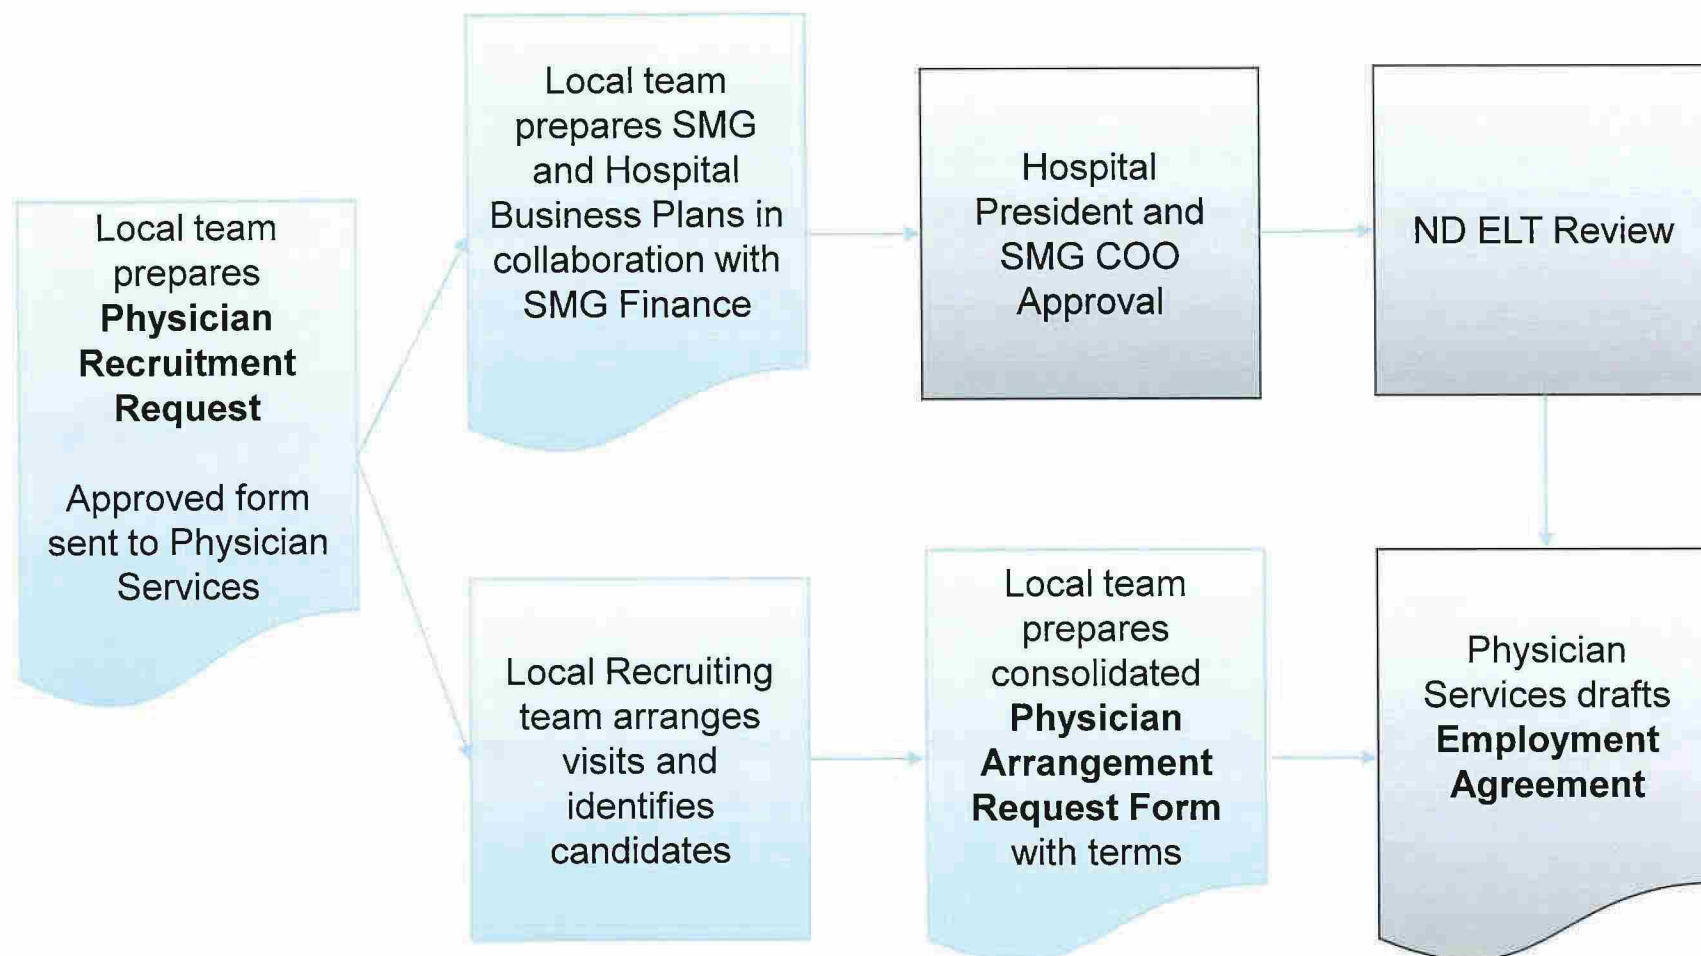 Local team
prepares
Physician
Recruitment
Request
Approved form
sent to Physician
Services
Local team
prepares SMG
and Hospital
Business Plans in
collaboration with
SMG Finance
Hospital
President and
SMG COO
Approval
ND ELT Review
Local Recruiting
team arranges
visits and
identifies
candidates
Local team
prepares
consolidated
Physician
Arrangement
Request Form
with terms
Physician
Services drafts
Employment
Agreement